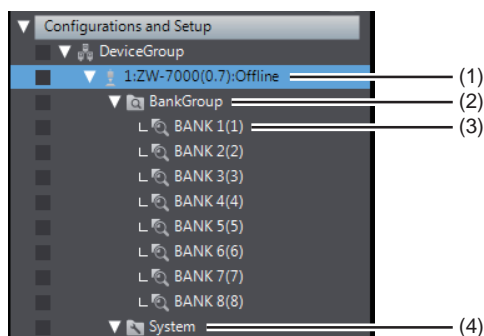 Configurations and Setup
DeviceGroup
1:ZW-7000(0.7):Offline (1)
BankGroup (2)
BANK 1(1) (3)
BANK 2(2)
BANK 3(3)
BANK 4(4)
BANK 5(5)
BANK 6(6)
BANK 7(7)
BANK 8(8)
System (4)